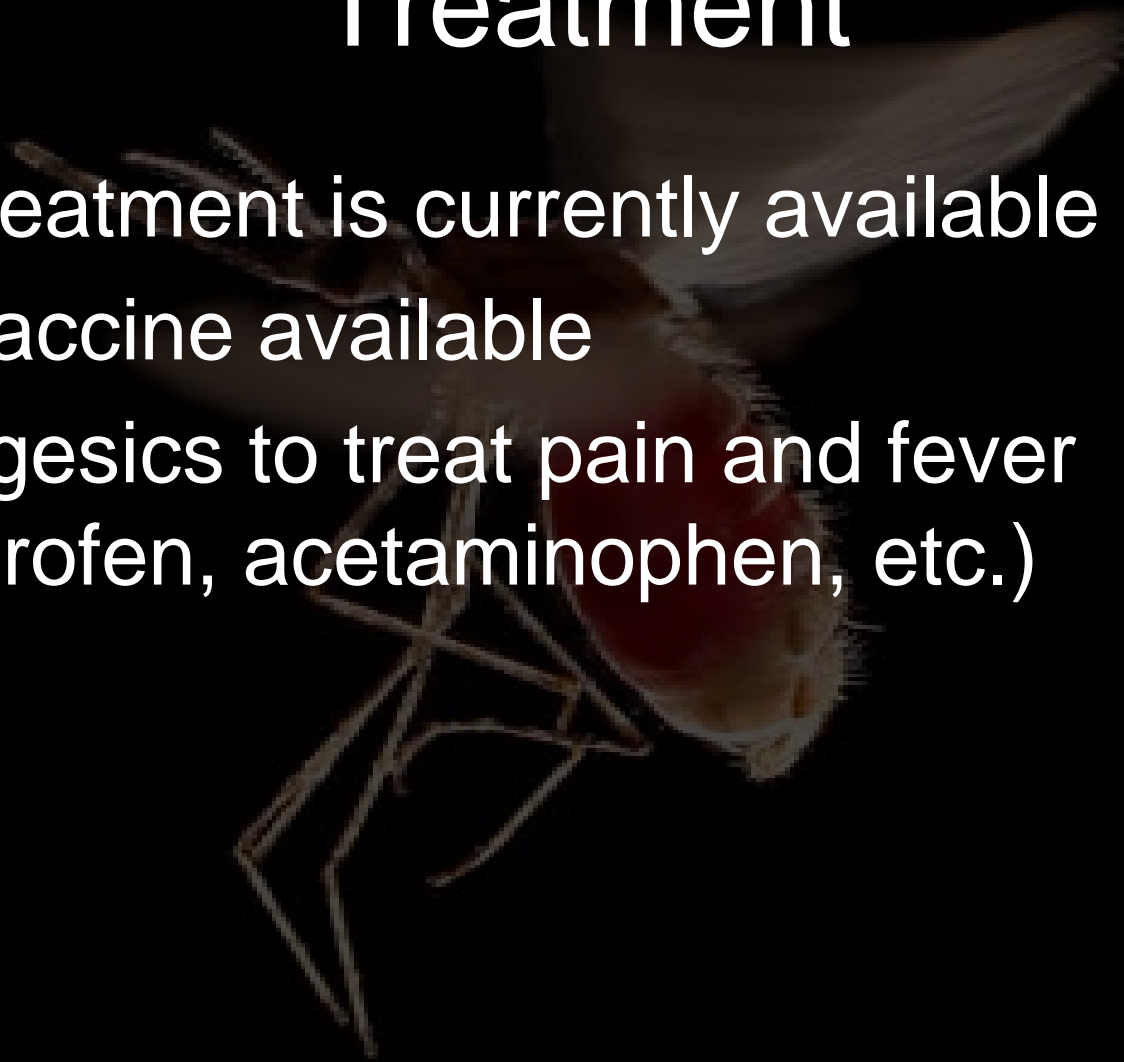 Treatment
eatment is currently available
accine available
gesics to treat pain and fever
rofen, acetaminophen, etc.)